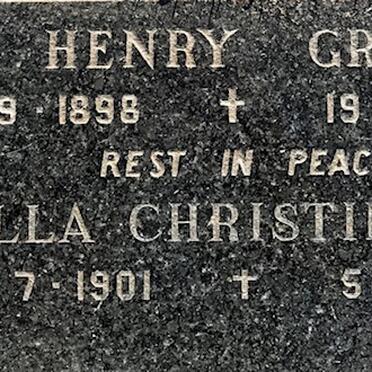 HENRY GR
9 · 1898 ✝ 19
REST IN PEAC
LLA CHRISTI
7 · 1901 ✝ 5